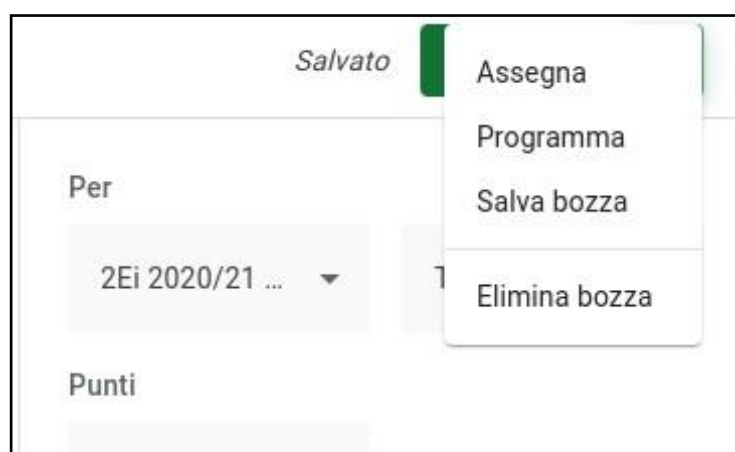 Salvato
Assegna
Programma
Salva bozza
Elimina bozza
Per
2Ei 2020/21 ...
Punti